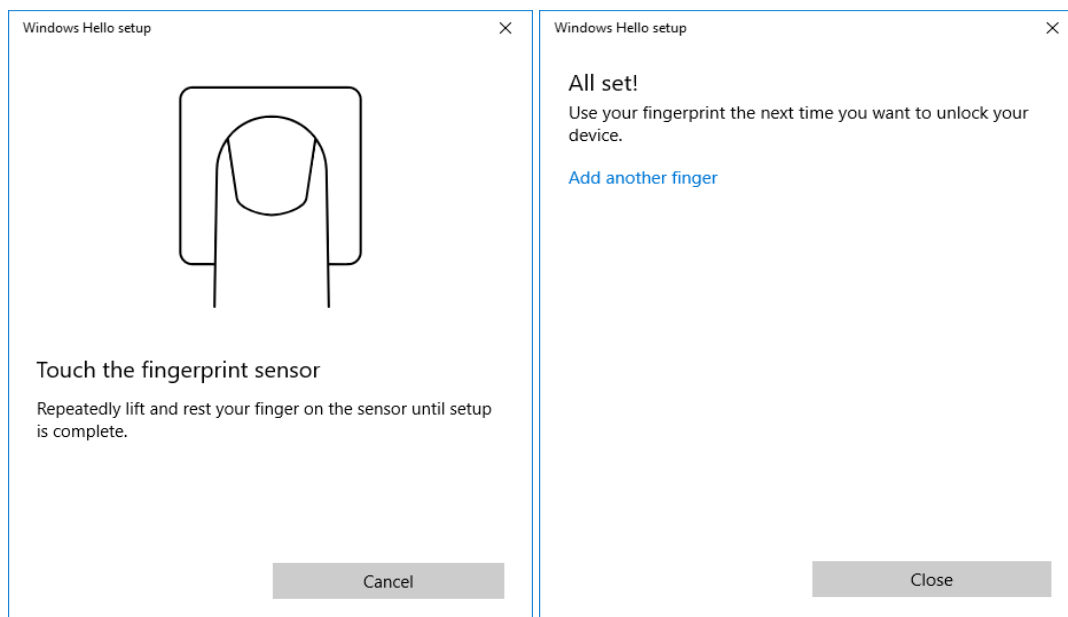 Windows Hello setup
Touch the fingerprint sensor
Repeatedly lift and rest your finger on the sensor until setup
is complete.
Cancel
Windows Hello setup
All set!
Use your fingerprint the next time you want to unlock your
device.
Add another finger
Close